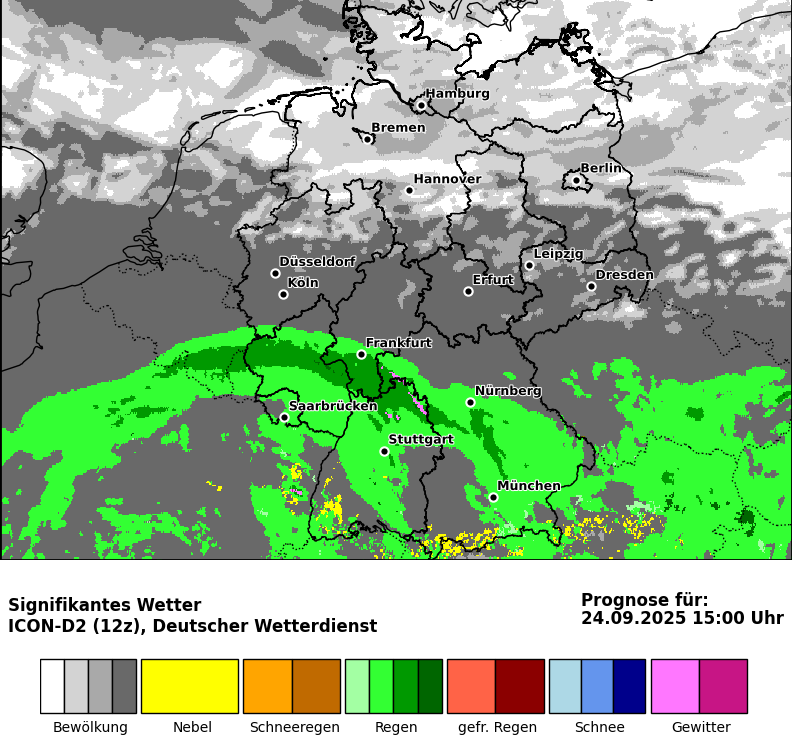 Hamburg
Bremen
Berlin
Hannover
Leipzig
Düsseldorf
Dresden
Köln
Erfurt
Frankfurt
Nürnberg
Saarbrücken
Stuttgart
München
Signifikantes Wetter
ICON-D2 (12z), Deutscher Wetterdienst
Prognose für:
24.09.2025 15:00 Uhr
Bewölkung
Nebel
Schneeregen
Regen
gefr. Regen
Schnee
Gewitter